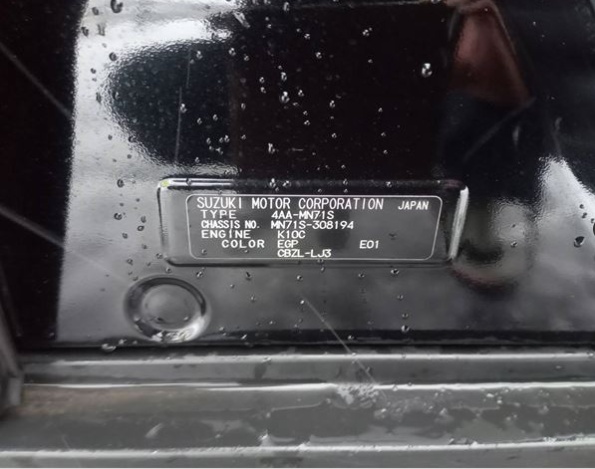 SUZUKI MOTOR CORPORATION JAPAN
TYPE 4AA-MN71S
CHASSIS NO. MN71S-308194
ENGINE K10C
COLOR EGP E01
CBZL-LJ3